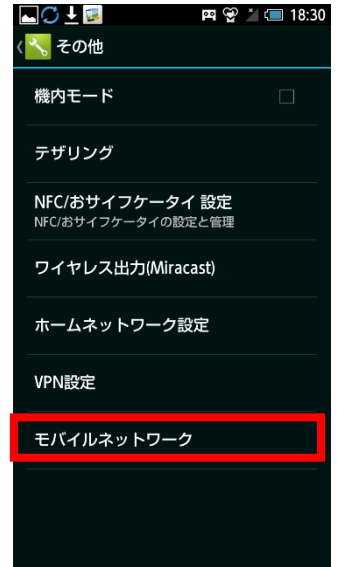 18:30
その他
機内モード
テザリング
NFC/おサイフケータイ 設定
NFC/おサイフケータイの設定と管理
ワイヤレス出力(Miracast)
ホームネットワーク設定
VPN設定
モバイルネットワーク